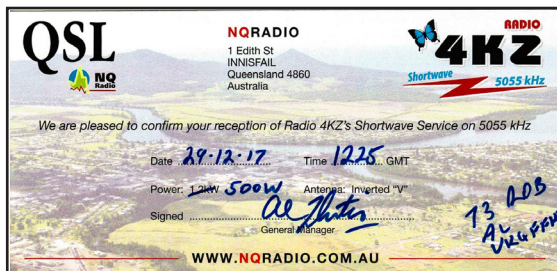 QSL
NQ
Radio
NQRADIO
1 Edith St
INNISFAIL
Queensland 4860
Australia
RADIO
4KZ
Shortwave
5055 kHz
We are pleased to confirm your reception of Radio 4KZ's Shortwave Service on 5055 kHz
Date 29-12-17 Time 1225 GMT
Power: 1.2kW 500W Antenna: Inverted "V"
Signed
General Manager
73 ROB
AL
WWW.NQRADIO.COM.AU